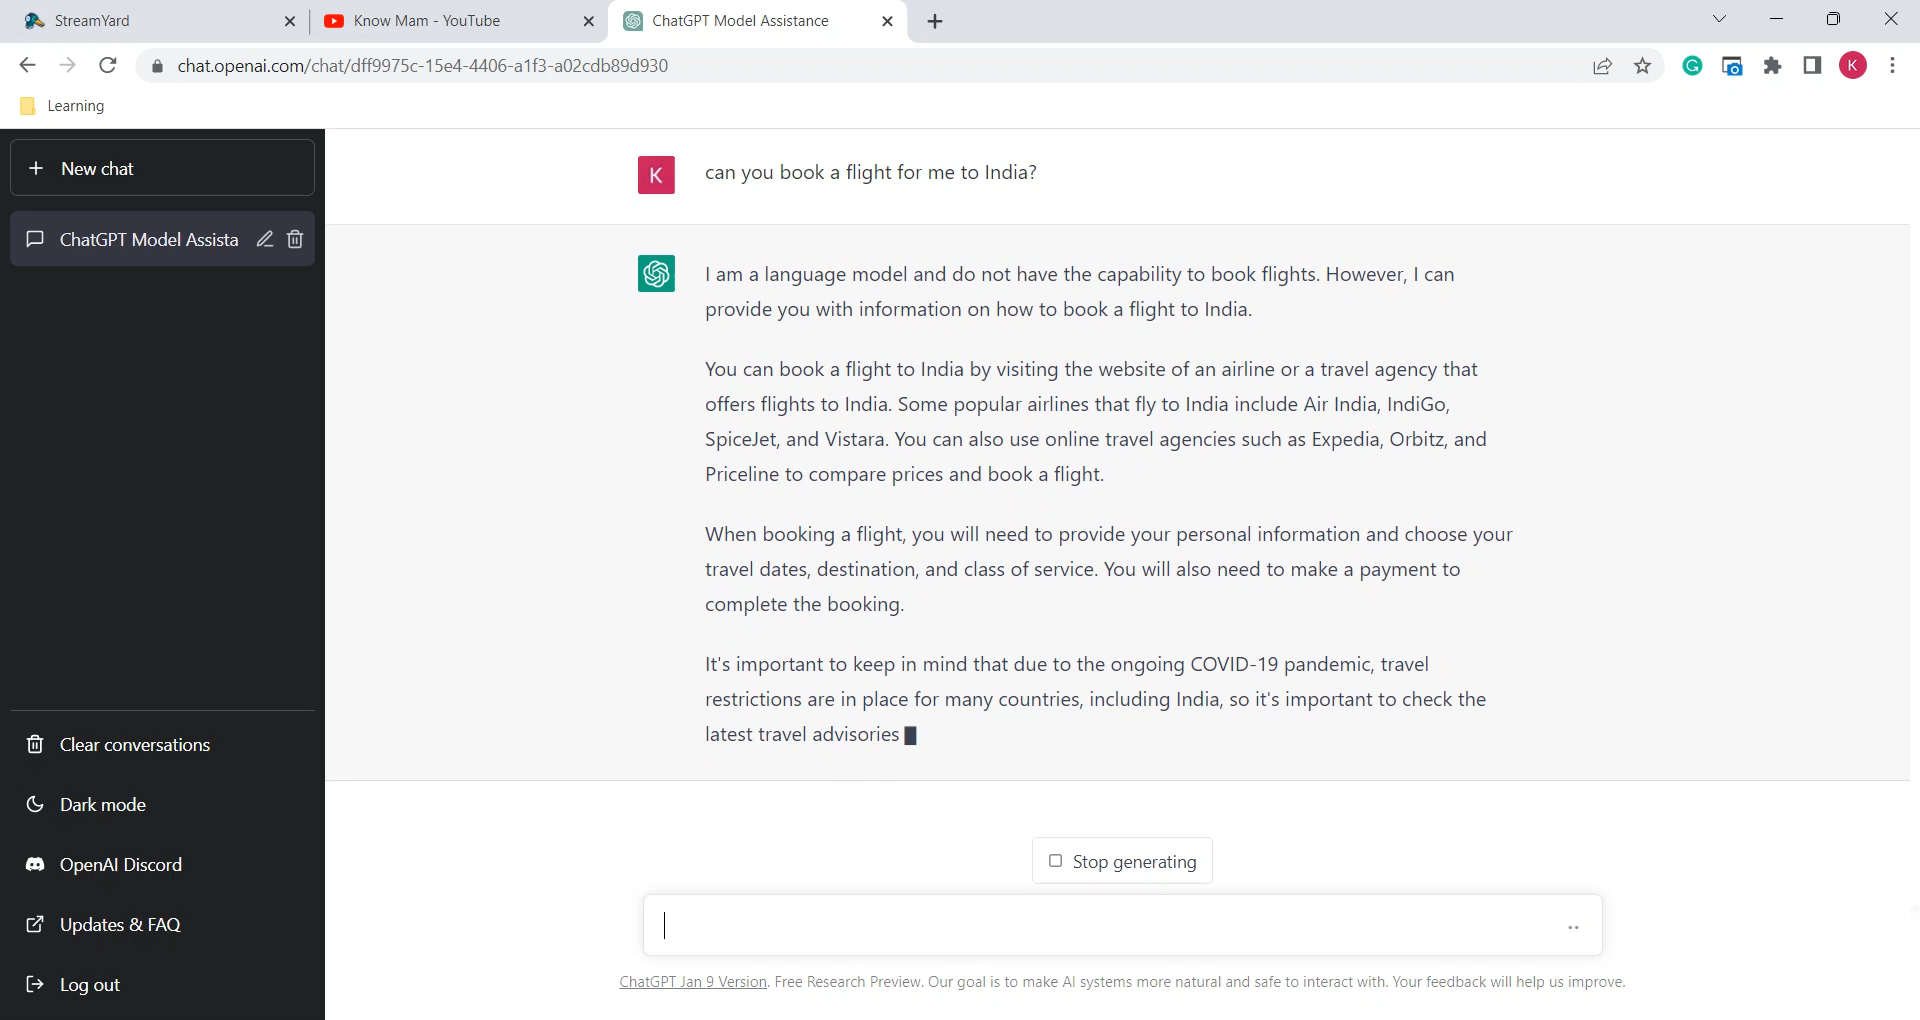 StreamYard
Know Mam - YouTube
ChatGPT Model Assistance
chat.openai.com/chat/dff9975c-15e4-4406-a1f3-a02cdb89d930
K
Learning
New chat
ChatGPT Model Assista
Clear conversations
Dark mode
OpenAI Discord
Updates & FAQ
Log out
K
can you book a flight for me to India?
I am a language model and do not have the capability to book flights. However, I can
provide you with information on how to book a flight to India.
You can book a flight to India by visiting the website of an airline or a travel agency that
offers flights to India. Some popular airlines that fly to India include Air India, IndiGo,
SpiceJet, and Vistara. You can also use online travel agencies such as Expedia, Orbitz, and
Priceline to compare prices and book a flight.
When booking a flight, you will need to provide your personal information and choose your
travel dates, destination, and class of service. You will also need to make a payment to
complete the booking.
It's important to keep in mind that due to the ongoing COVID-19 pandemic, travel
restrictions are in place for many countries, including India, so it's important to check the
latest travel advisories
Stop generating
ChatGPT Jan 9 Version. Free Research Preview. Our goal is to make AI systems more natural and safe to interact with. Your feedback will help us improve.